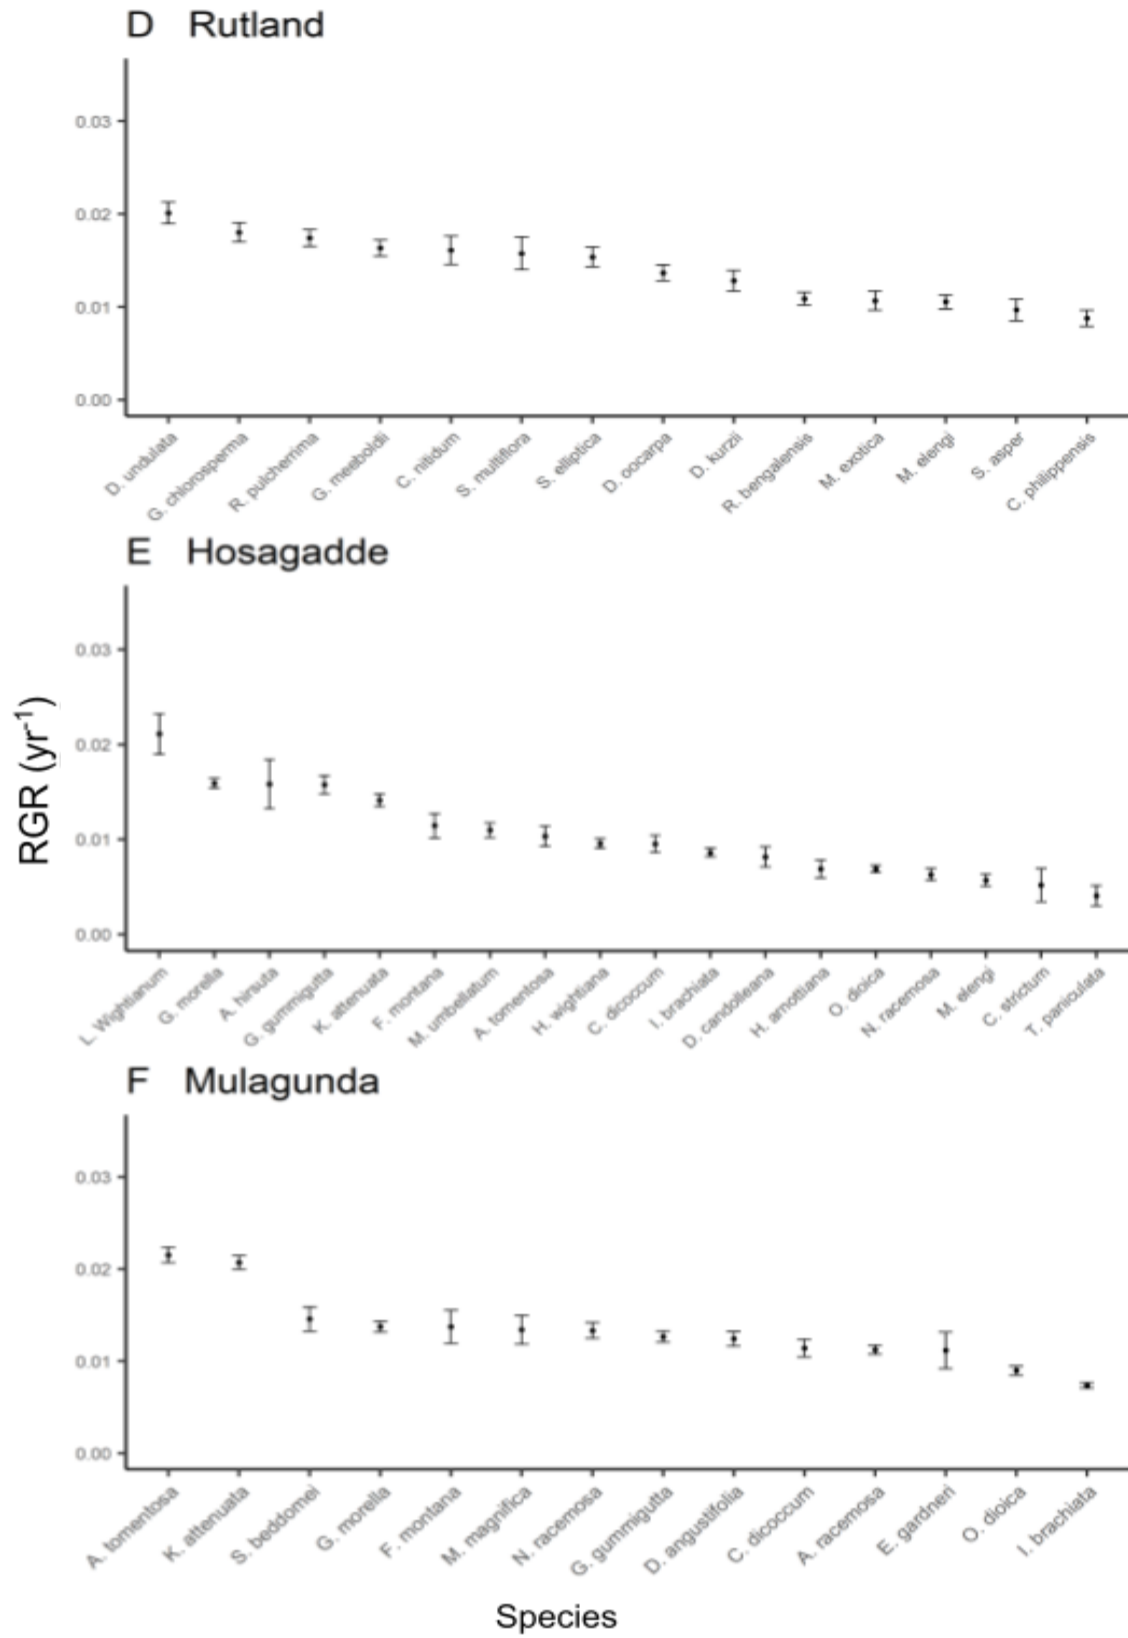 D Rutland
0.03
0.02
0.01
0.00
D. undulata
G. chlorosperma
R. pulcherrima
G. meeboldii
C. nitidum
S. multiflora
S. elliptica
D. oocarpa
D. kurzii
R. bengalensis
M. exotica
M. elengi
S. asper
C. philippensis
E Hosagadde
RGR (yr-1)
0.03
0.02
0.01
0.00
L. Wightianum
G. morella
A. hirsuta
G. gummigutta
K. attenuata
F. montana
M. umbellatum
A. tomentosa
H. wightiana
C. dicoccum
I. brachiata
D. candolleana
H. arnottiana
O. dioica
N. racemosa
M. elengi
C. strictum
T. paniculata
F Mulagunda
0.03
0.02
0.01
0.00
A. tomentosa
K. attenuata
S. beddomei
G. morella
F. montana
M. magnifica
N. racemosa
G. gummigutta
D. angustifolia
C. dicoccum
A. racemosa
E. gardneri
O. dioica
I. brachiata
Species